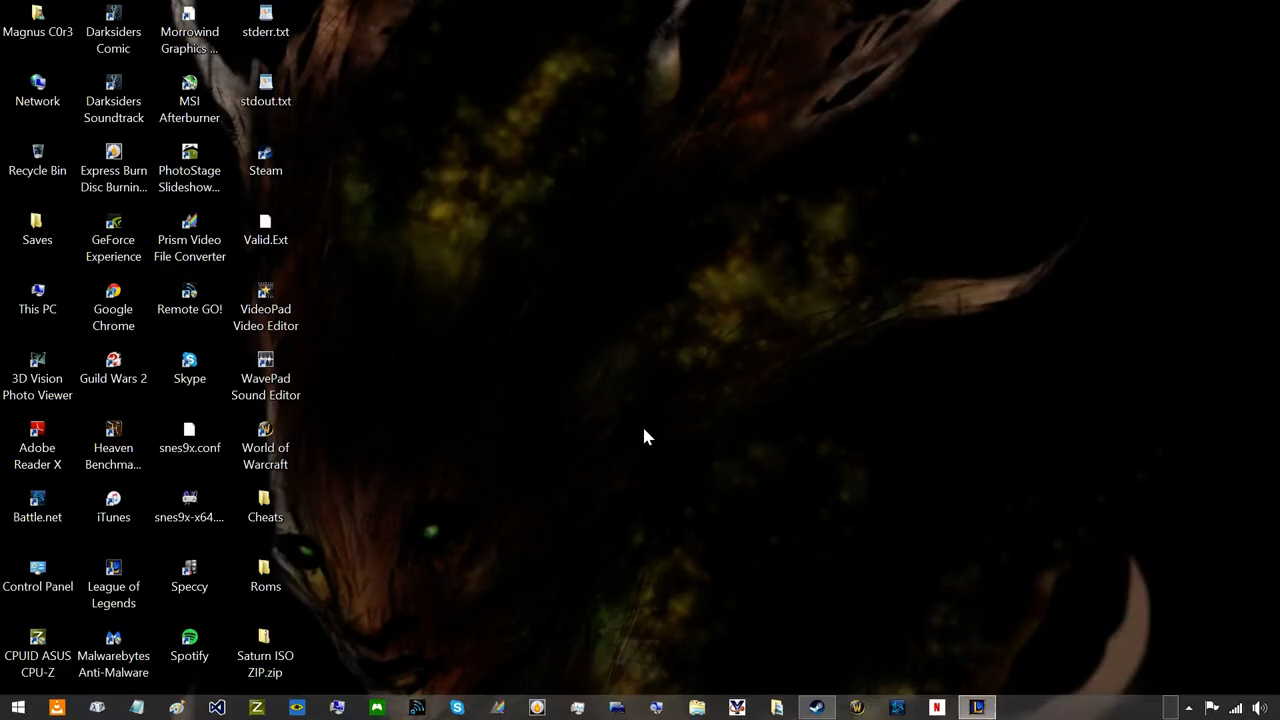 Magnus C0r3
Darksiders
Comic
Morrowind
Graphics ...
stderr.txt
Network
Darksiders
Soundtrack
MSI
Afterburner
stdout.txt
Recycle Bin
Express Burn
Disc Burnin...
PhotoStage
Slideshow...
Steam
Saves
GeForce
Experience
Prism Video
File Converter
Valid.Ext
This PC
Google
Chrome
Remote GO!
VideoPad
Video Editor
3D Vision
Photo Viewer
Guild Wars 2
Skype
WavePad
Sound Editor
Adobe
Reader X
Heaven
Benchma...
snes9x.conf
World of
Warcraft
Battle.net
iTunes
snes9x-x64....
Cheats
Control Panel
League of
Legends
Speccy
Roms
CPUID ASUS
CPU-Z
Malwarebytes
Anti-Malware
Spotify
Saturn ISO
ZIP.zip